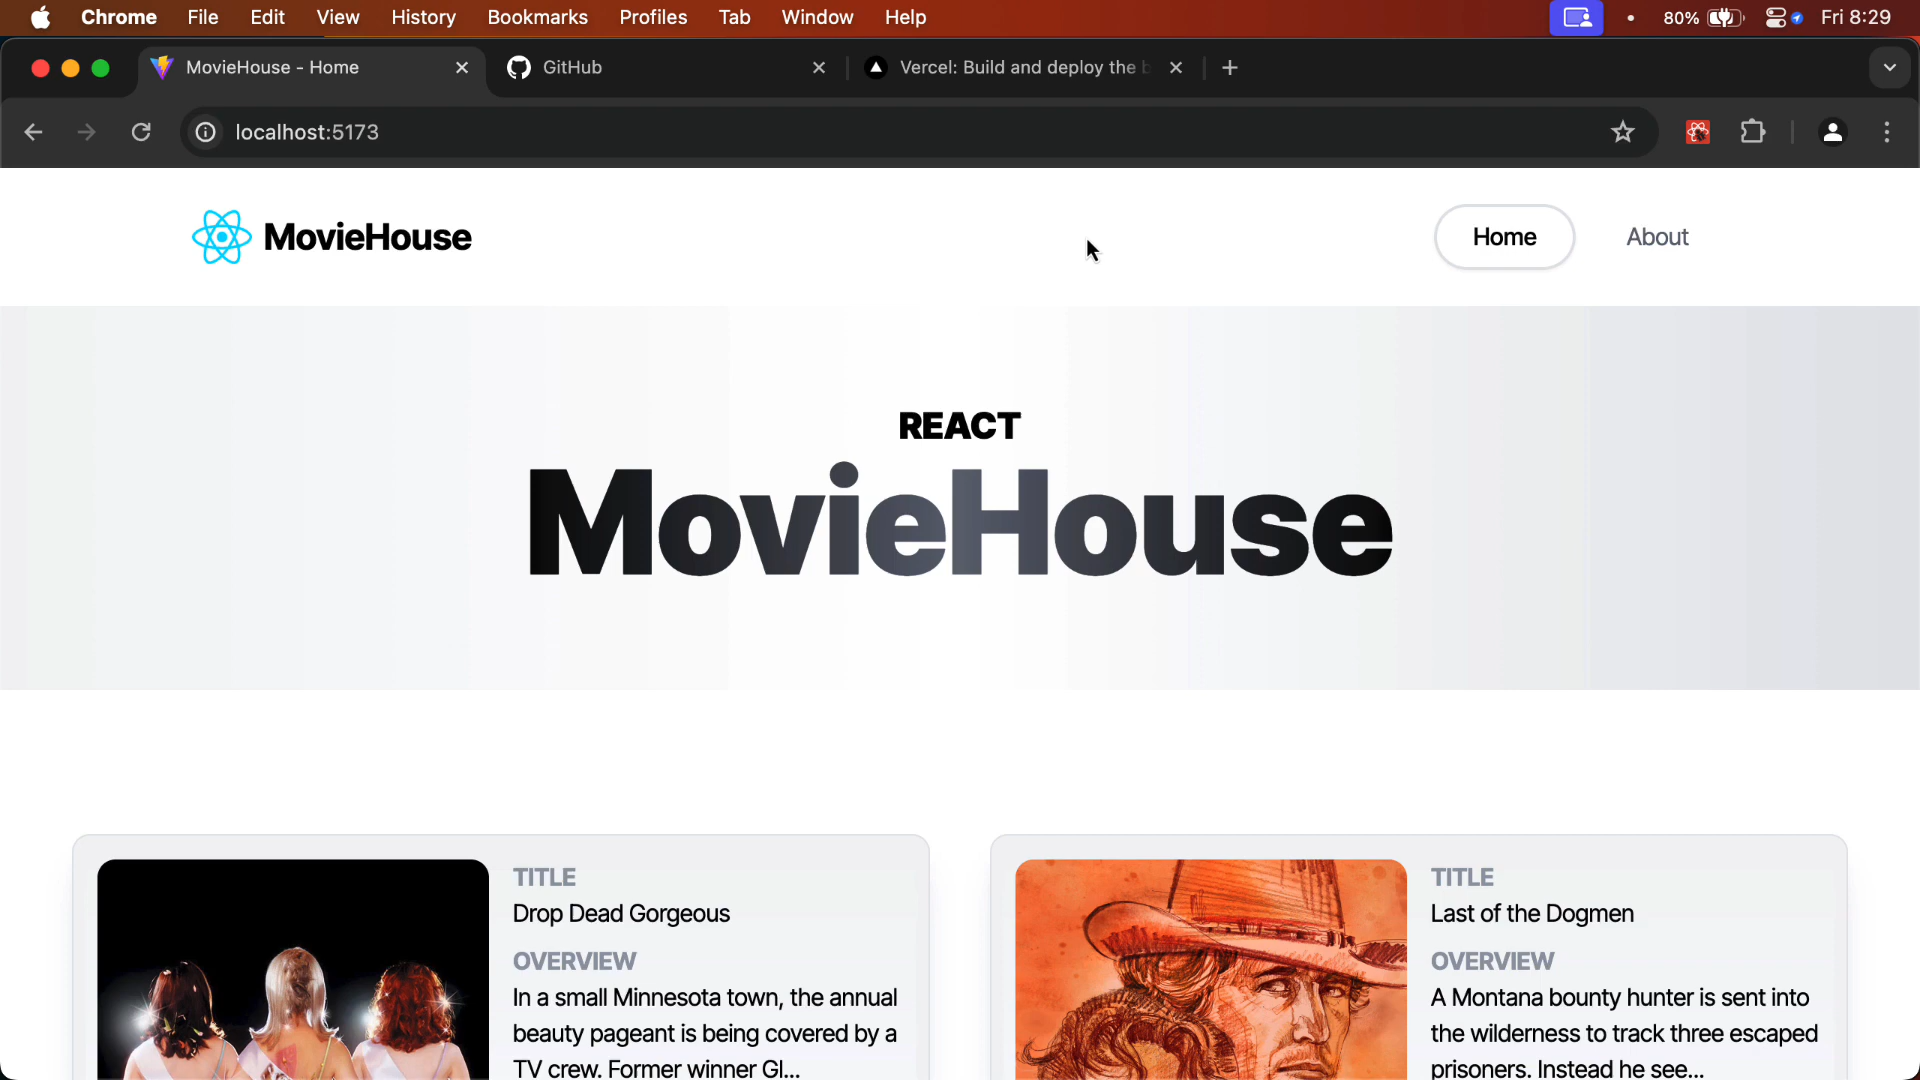 Chrome File Edit View History Bookmarks Profiles Tab Window Help 80% Fri 8:29
MovieHouse - Home GitHub Vercel: Build and deploy the b
localhost:5173
MovieHouse Home About
REACT
MovieHouse
TITLE
Drop Dead Gorgeous
OVERVIEW
In a small Minnesota town, the annual
beauty pageant is being covered by a
TV crew. Former winner Gl...
TITLE
Last of the Dogmen
OVERVIEW
A Montana bounty hunter is sent into
the wilderness to track three escaped
prisoners. Instead he see...